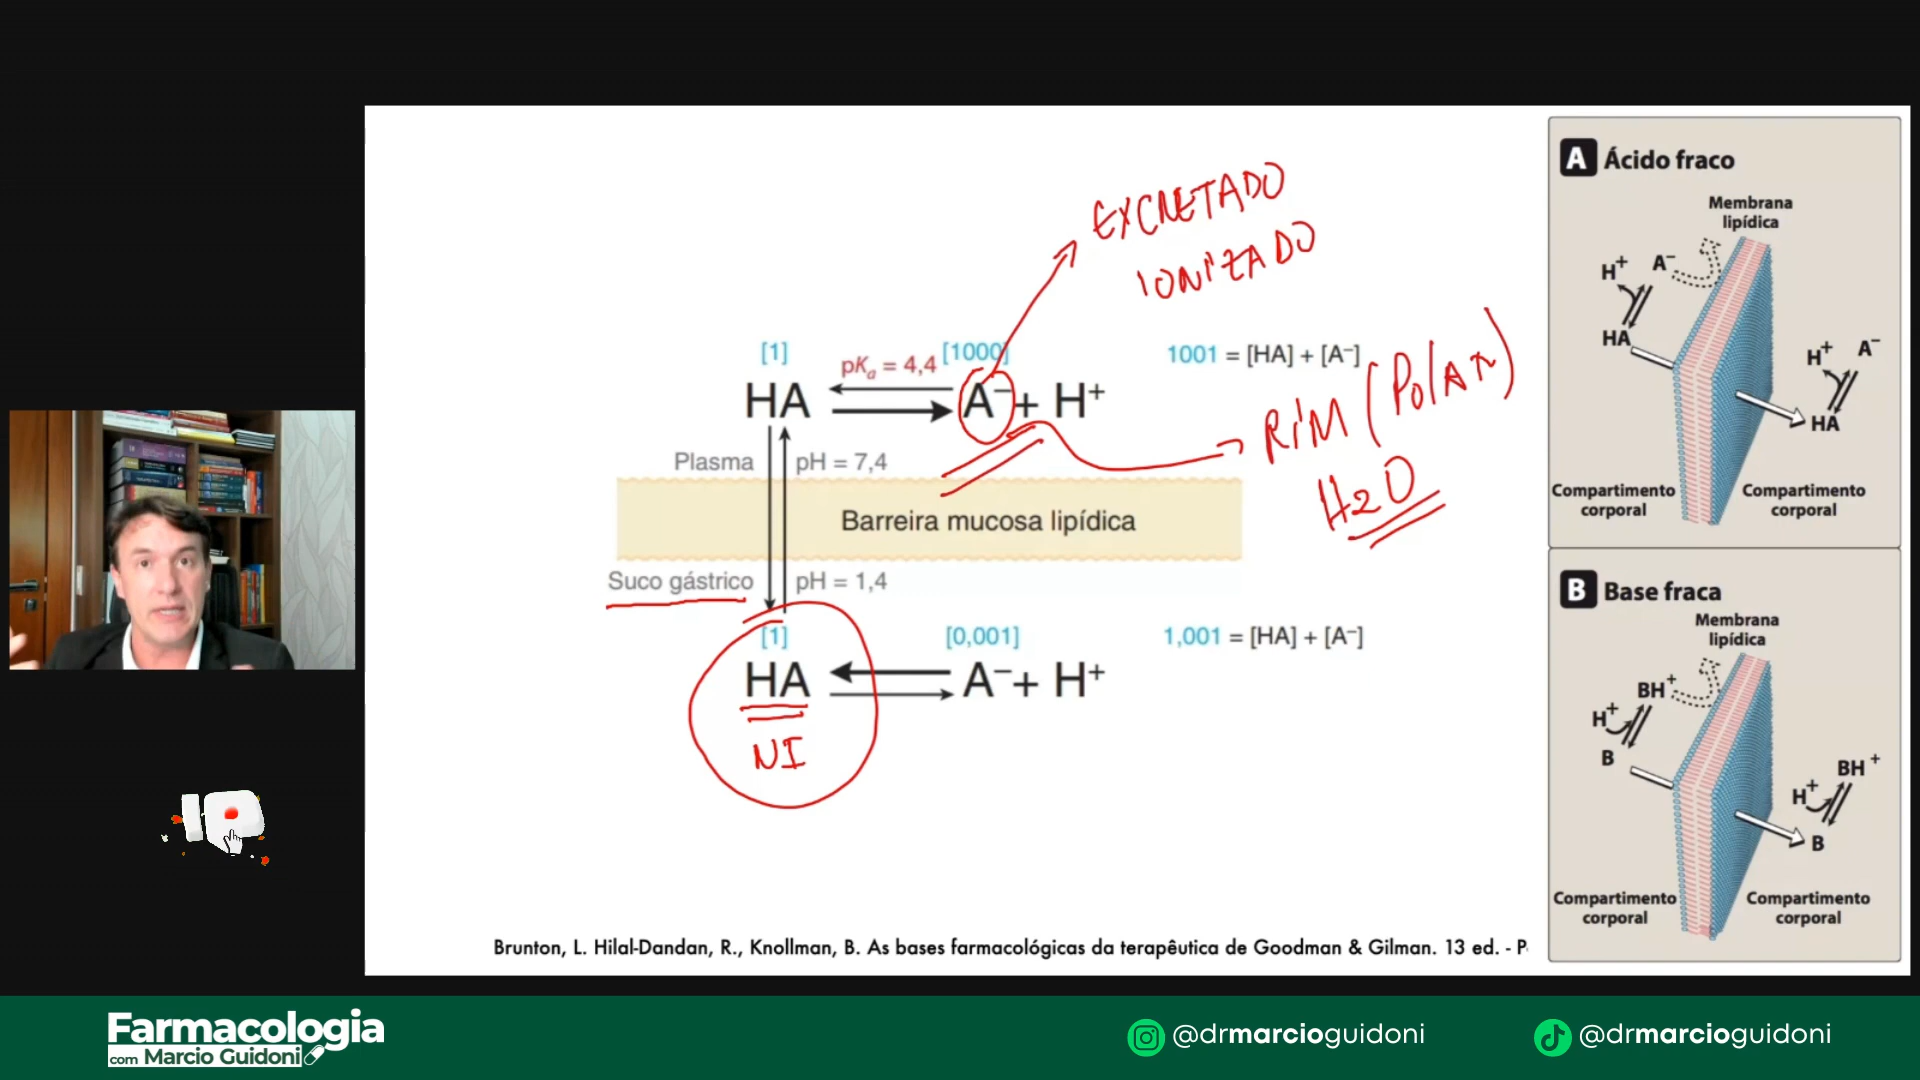 EXCRETADO
IONIZADO
[1]
pKa = 4,4
[1000]
1001 = [HA] + [A⁻]
HA
A⁻ + H⁺
RIM (POLAR)
H2O
Plasma
pH = 7,4
Barreira mucosa lipídica
Suco gástrico
pH = 1,4
[1]
[0,001]
1,001 = [HA] + [A⁻]
HA
A⁻ + H⁺
NI
Brunton, L. Hilal-Dandan, R., Knollman, B. As bases farmacológicas da terapêutica de Goodman & Gilman. 13 ed. - P
A Ácido fraco
Membrana
lipídica
H⁺
A⁻
HA
H⁺
A⁻
HA
Compartimento
corporal
Compartimento
corporal
B Base fraca
Membrana
lipídica
BH⁺
H⁺
B
BH⁺
H⁺
B
Compartimento
corporal
Compartimento
corporal
Farmacologia
com Marcio Guidoni
@drmarcioguidoni
@drmarcioguidoni